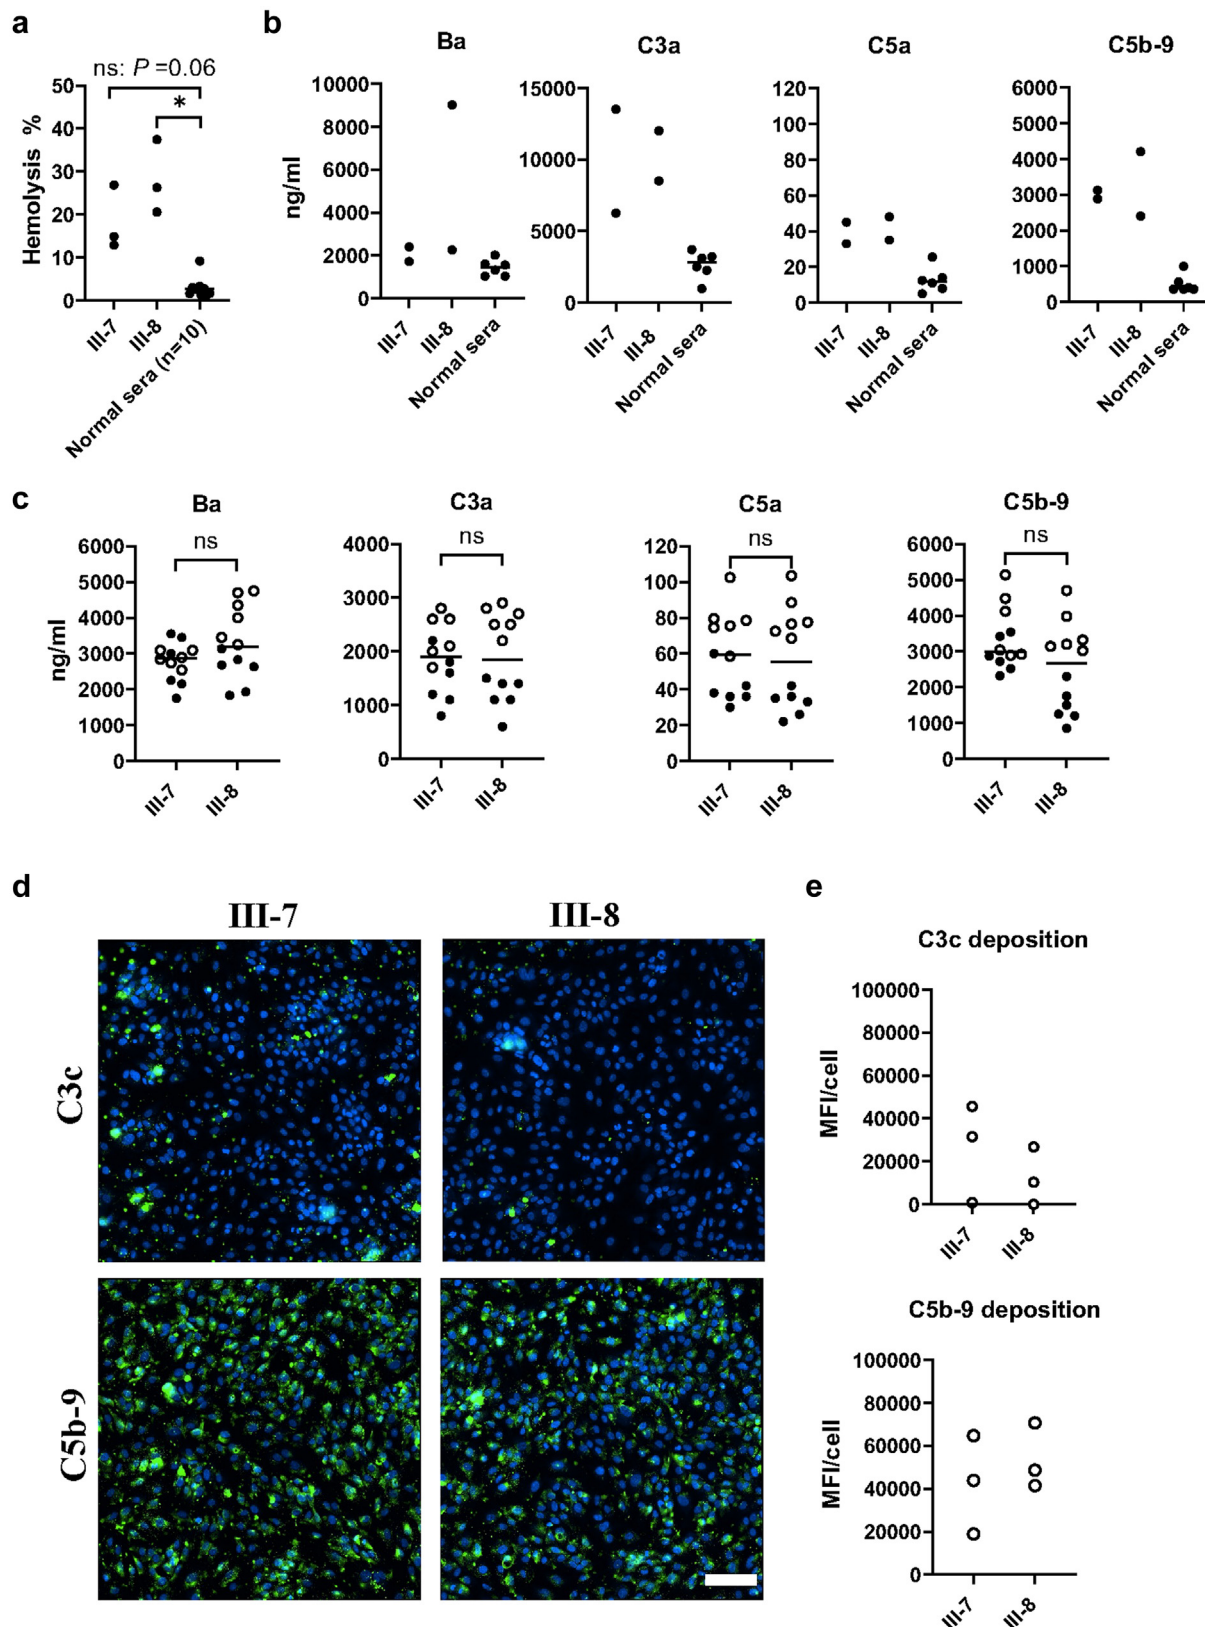 a
ns: P =0.06
*
Hemolysis %
50
40
30
20
10
0
III-7
III-8
Normal sera (n=10)
b
Ba
ng/ml
10000
8000
6000
4000
2000
0
III-7
III-8
Normal sera
C3a
15000
10000
5000
0
III-7
III-8
Normal sera
C5a
120
100
80
60
40
20
0
III-7
III-8
Normal sera
C5b-9
6000
5000
4000
3000
2000
1000
0
III-7
III-8
Normal sera
c
Ba
ns
ng/ml
6000
5000
4000
3000
2000
1000
0
III-7
III-8
C3a
ns
4000
3000
2000
1000
0
III-7
III-8
C5a
ns
120
100
80
60
40
20
0
III-7
III-8
C5b-9
ns
6000
5000
4000
3000
2000
1000
0
III-7
III-8
d
III-7
III-8
C3c
C5b-9
e
C3c deposition
MFI/cell
100000
80000
60000
40000
20000
0
III-7
III-8
C5b-9 deposition
MFI/cell
100000
80000
60000
40000
20000
0
III-7
III-8